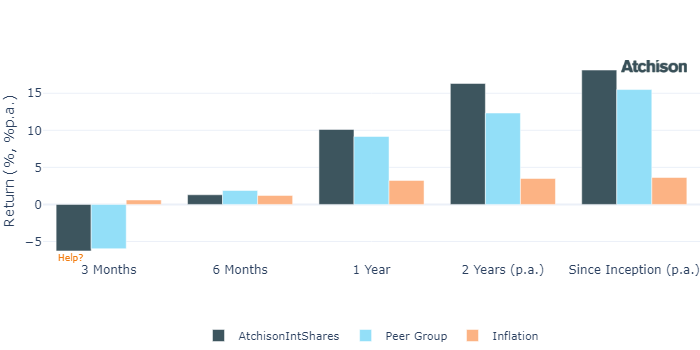 Atchison
Return (%, %p.a.)
15
10
5
0
−5
Help?
3 Months
6 Months
1 Year
2 Years (p.a.)
Since Inception (p.a.)
AtchisonIntShares
Peer Group
Inflation